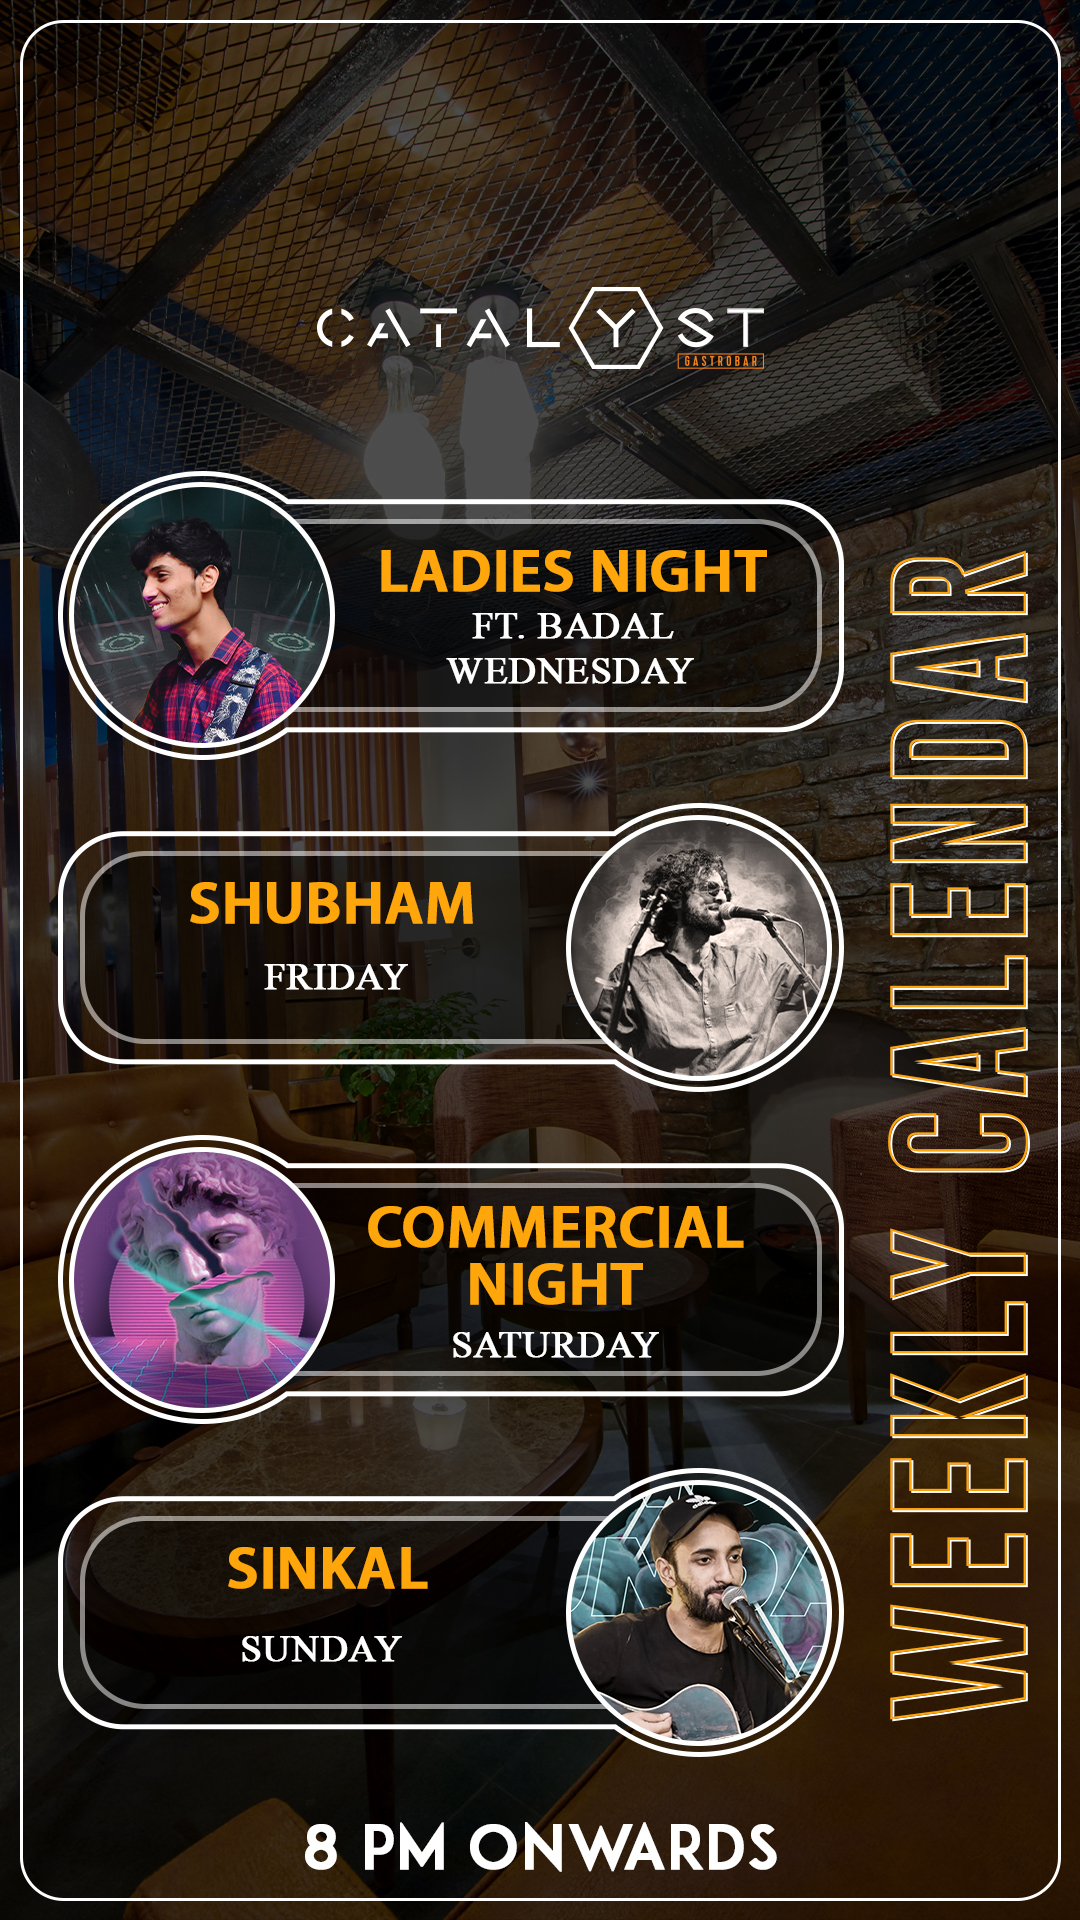 CATALYST
GASTROBAR
LADIES NIGHT
FT. BADAL
WEDNESDAY
SHUBHAM
FRIDAY
COMMERCIAL
NIGHT
SATURDAY
SINKAL
SUNDAY
WEEKLY CALENDAR
8 PM ONWARDS